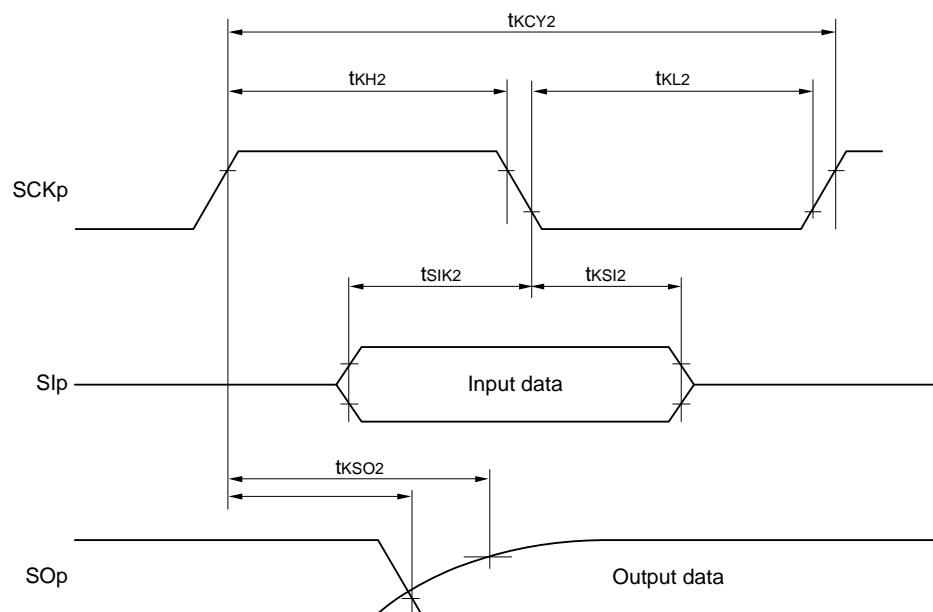 tKCY2
tKH2
tKL2
SCKp
tSIK2
tKSI2
SIp
Input data
tKSO2
SOp
Output data